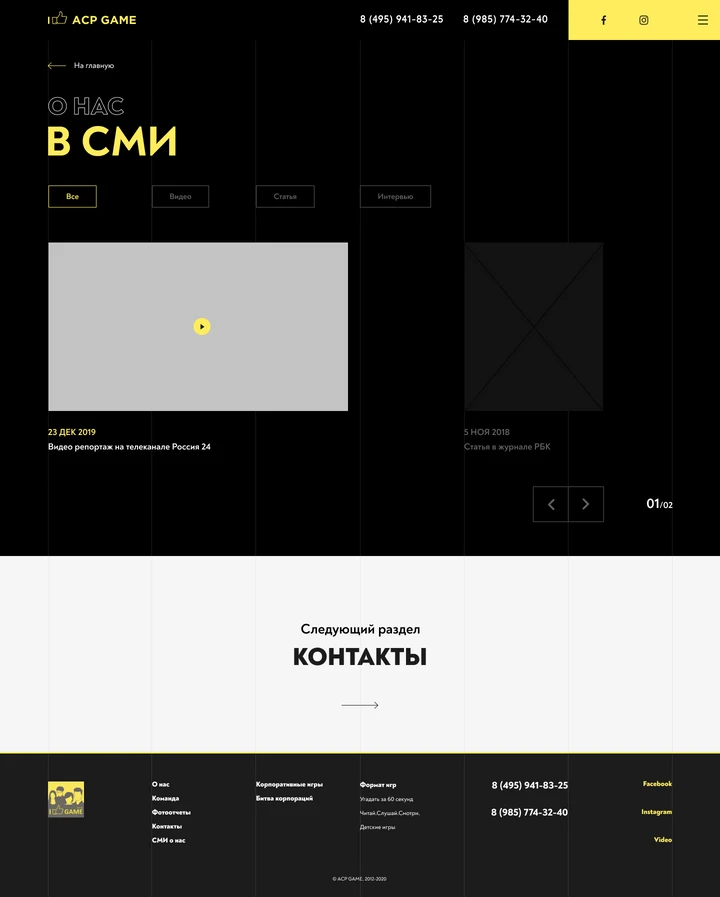 I ACP GAME
8 (495) 941-83-25
8 (985) 774-32-40
На главную
О НАС
В СМИ
Все
Видео
Статья
Интервью
23 ДЕК 2019
Видео репортаж на телеканале Россия 24
5 НОЯ 2018
Статья в журнале РБК
01/02
Следующий раздел
КОНТАКТЫ
I GAME
О нас
Команда
Фотоотчеты
Контакты
СМИ о нас
Корпоративные игры
Битва корпораций
Формат игр
Угадать за 60 секунд
Читай.Слушай.Смотри.
Детские игры
8 (495) 941-83-25
8 (985) 774-32-40
Facebook
Instagram
Video
© ACP GAME, 2012-2020